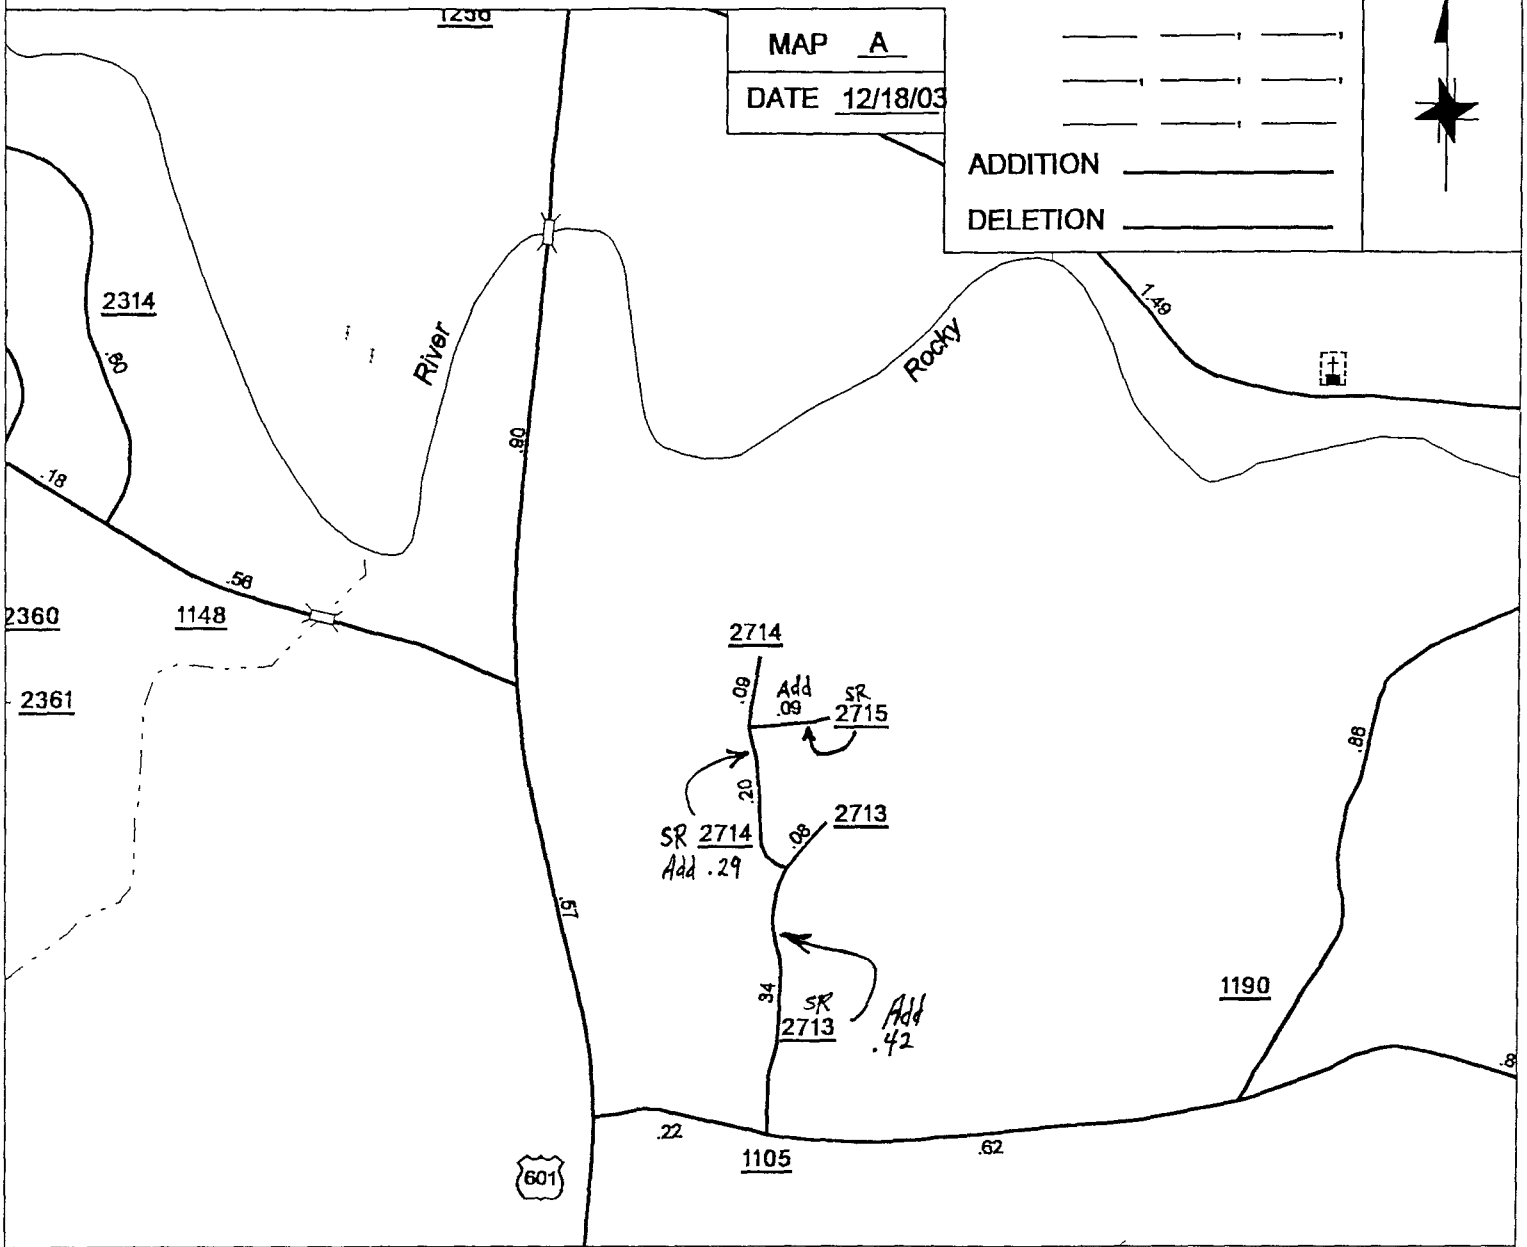 1256
MAP A
DATE 12/18/03
ADDITION
DELETION
2314
.60
River
Rocky
1.49
.90
.18
.56
2360
1148
2361
2714
.09
Add
.09
SR
2715
.20
SR 2714
Add .29
2713
.08
.88
.57
.34
SR
2713
Add
.42
1190
.22
1105
.62
601